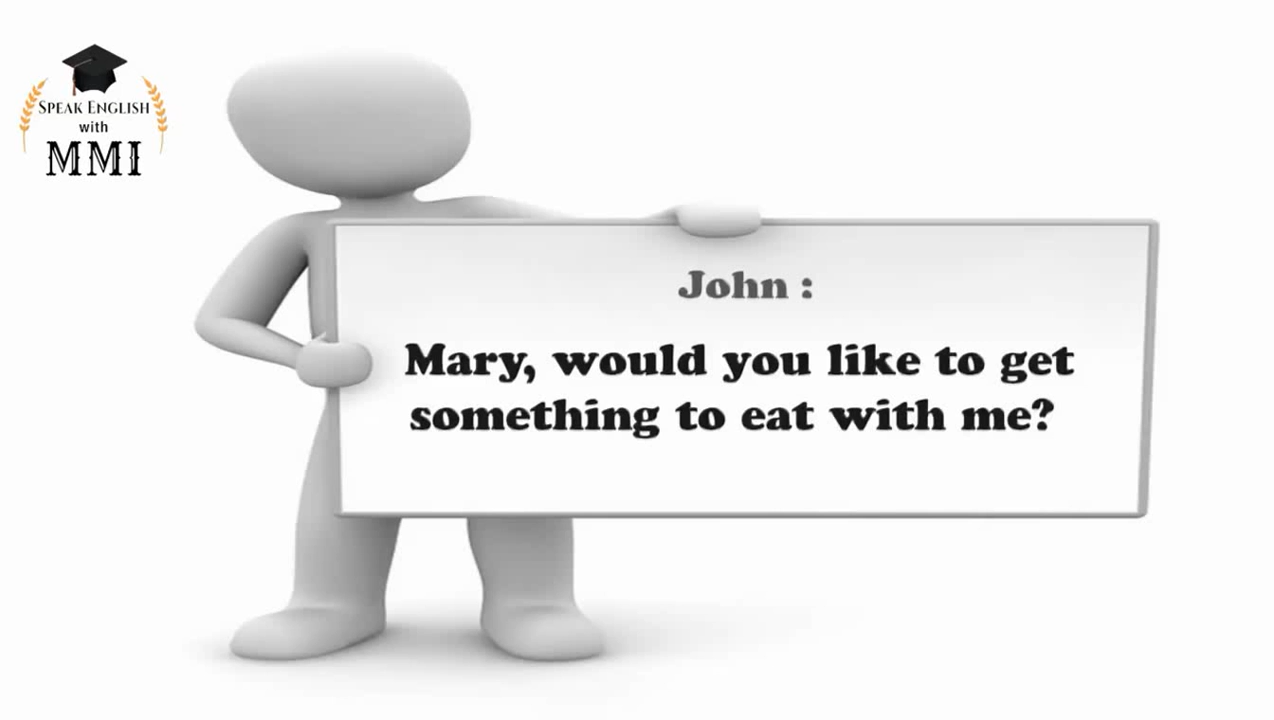 SPEAK ENGLISH
with
MMI
John :
Mary, would you like to get
something to eat with me?